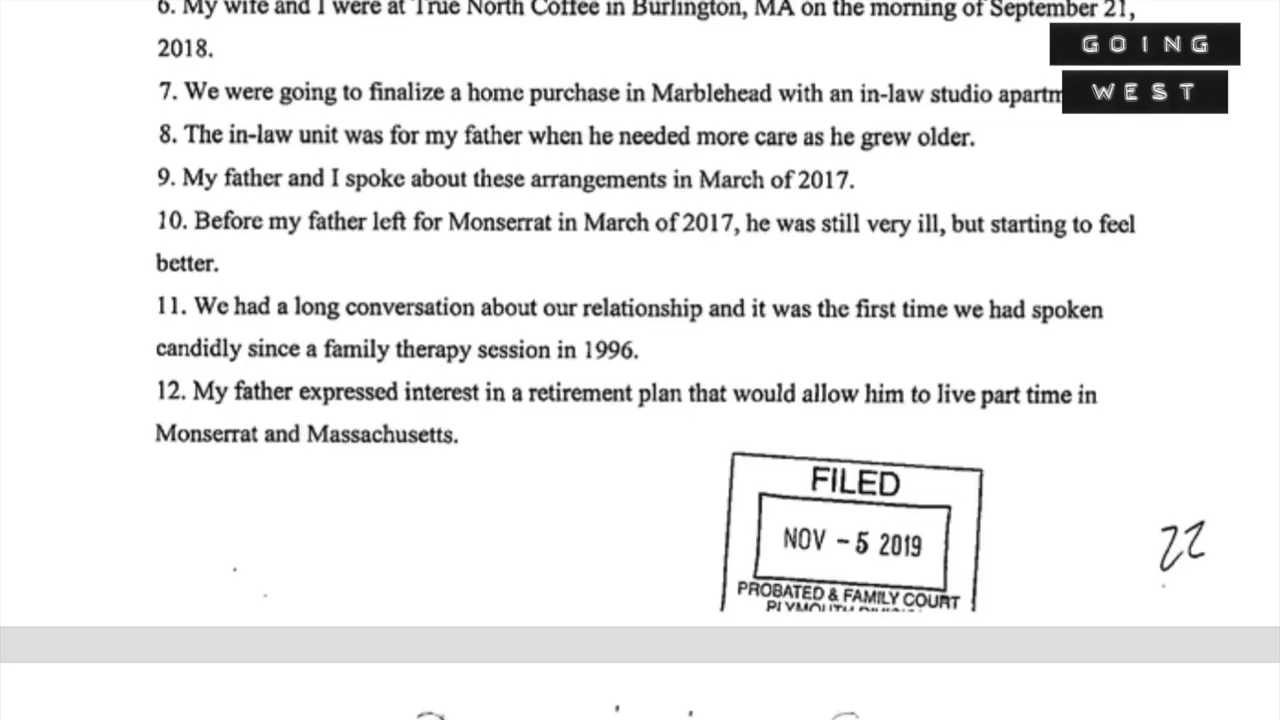 6. My wife and I were at True North Coffee in Burlington, MA on the morning of September 21,
2018.
7. We were going to finalize a home purchase in Marblehead with an in-law studio
8. The in-law unit was for my father when he needed more care as he grew older.
9. My father and I spoke about these arrangements in March of 2017.
10. Before my father left for Monserrat in March of 2017, he was still very ill, but starting to feel
better.
11. We had a long conversation about our relationship and it was the first time we had spoken
candidly since a family therapy session in 1996.
12. My father expressed interest in a retirement plan that would allow him to live part time in
Monserrat and Massachusetts.
FILED
NOV - 5 2019
PROBATED & FAMILY COURT
PLYMOUTH
22
GOING
WEST